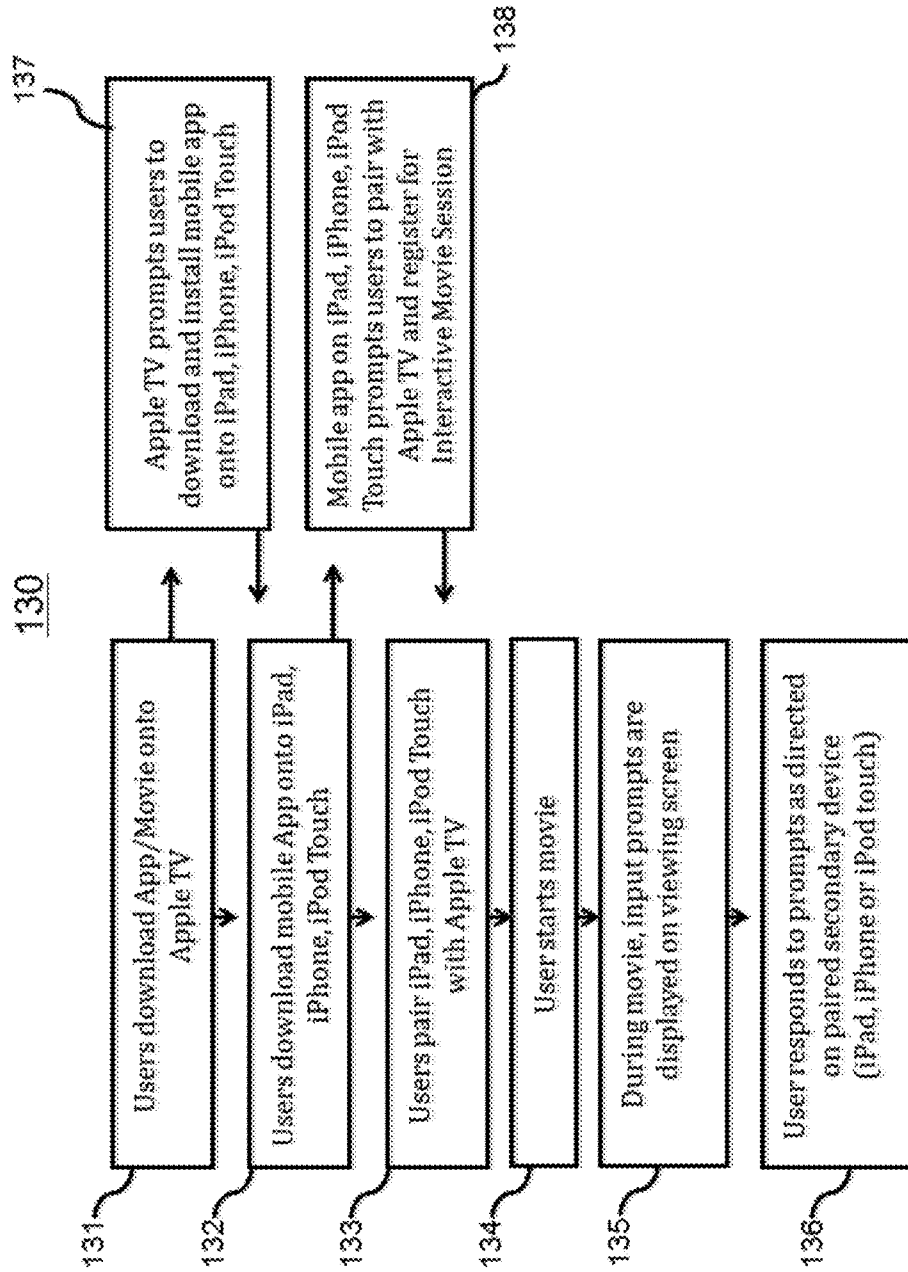 130
131
Users download App/Movie onto
Apple TV
137
Apple TV prompts users to
download and install mobile app
onto iPad, iPhone, iPod Touch
132
Users download mobile App onto iPad,
iPhone, iPod Touch
138
Mobile app on iPad, iPhone, iPod
Touch prompts users to pair with
Apple TV and register for
Interactive Movie Session
133
Users pair iPad, iPhone, iPod Touch
with Apple TV
134
User starts movie
135
During movie, input prompts are
displayed on viewing screen
136
User responds to prompts as directed
on paired secondary device
(iPad, iPhone or iPod touch)